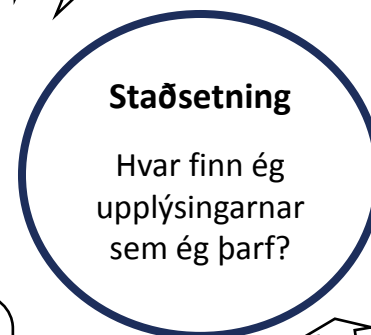 Staðsetning
Hvar finn ég
upplýsingarnar
sem ég þarf?